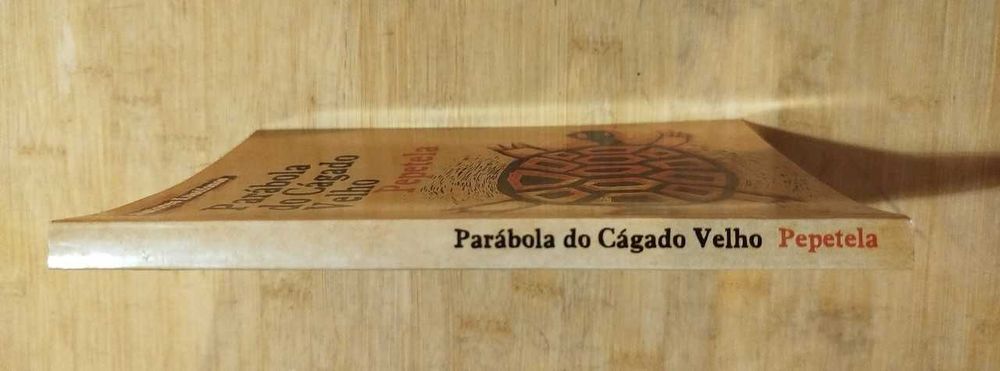 Parábola
do Cágado
Velho
Pepetela
Parábola do Cágado Velho Pepetela